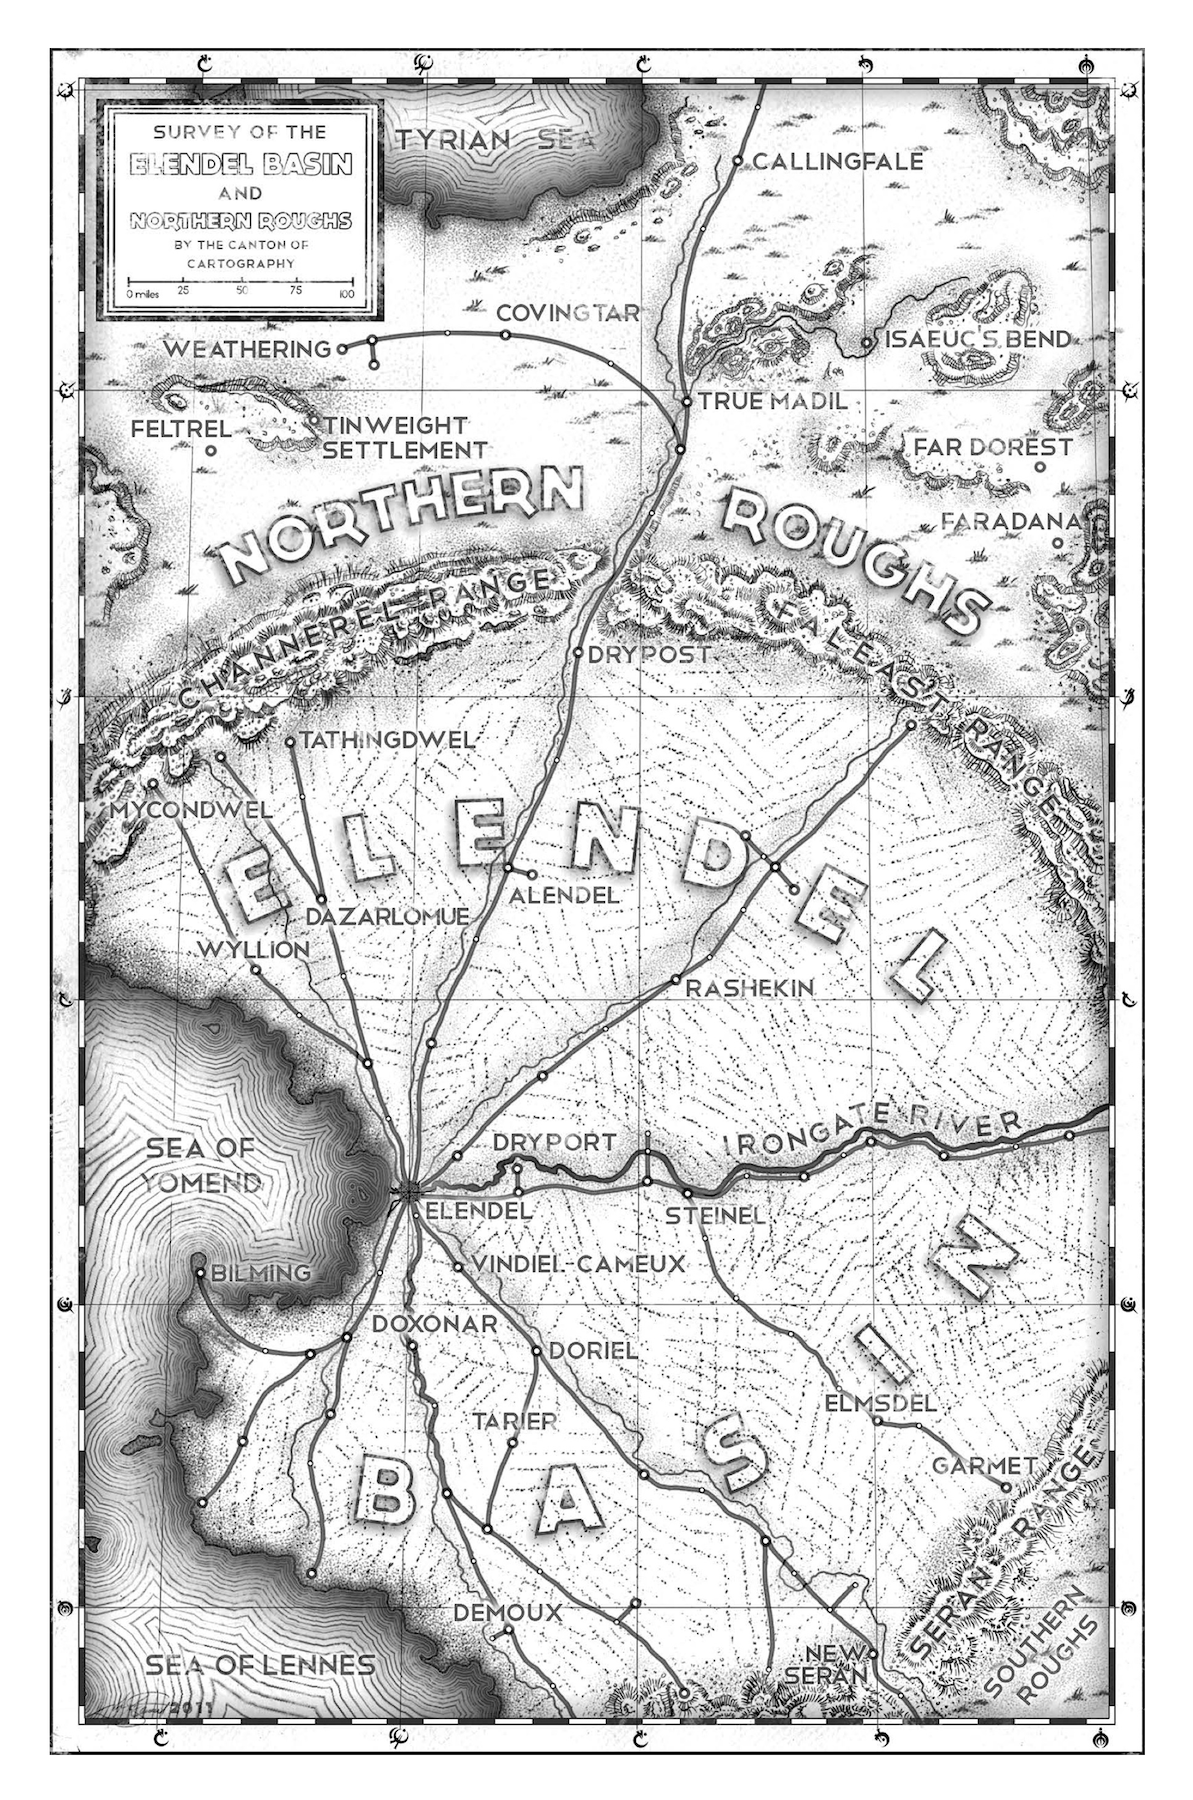 SURVEY OF THE
ELENDEL BASIN
AND
NORTHERN ROUGHS
BY THE CANTON OF
CARTOGRAPHY
0 miles 25 50 75 100
TYRIAN SEA
CALLINGFALE
COVINGTAR
WEATHERING
ISAEUC'S BEND
TRUE MADIL
FELTREL
TINWEIGHT
SETTLEMENT
FAR DOREST
FARADANA
NORTHERN
ROUGHS
CHANNEREL RANGE
FALEAST RANGE
DRYPOST
TATHINGDWEL
MYCONDWEL
ELENDEL
ALENDEL
DAZARLOMUE
WYLLION
RASHEKIN
IRONGATE RIVER
DRYPORT
SEA OF
YOMEND
ELENDEL
STEINEL
VINDIEL-CAMEUX
BILMING
DOXONAR
DORIEL
BASIN
ELMSDEL
TARIER
GARMET
SERAN RANGE
SOUTHERN
ROUGHS
DEMOUX
NEW
SERAN
SEA OF LENNES
2011